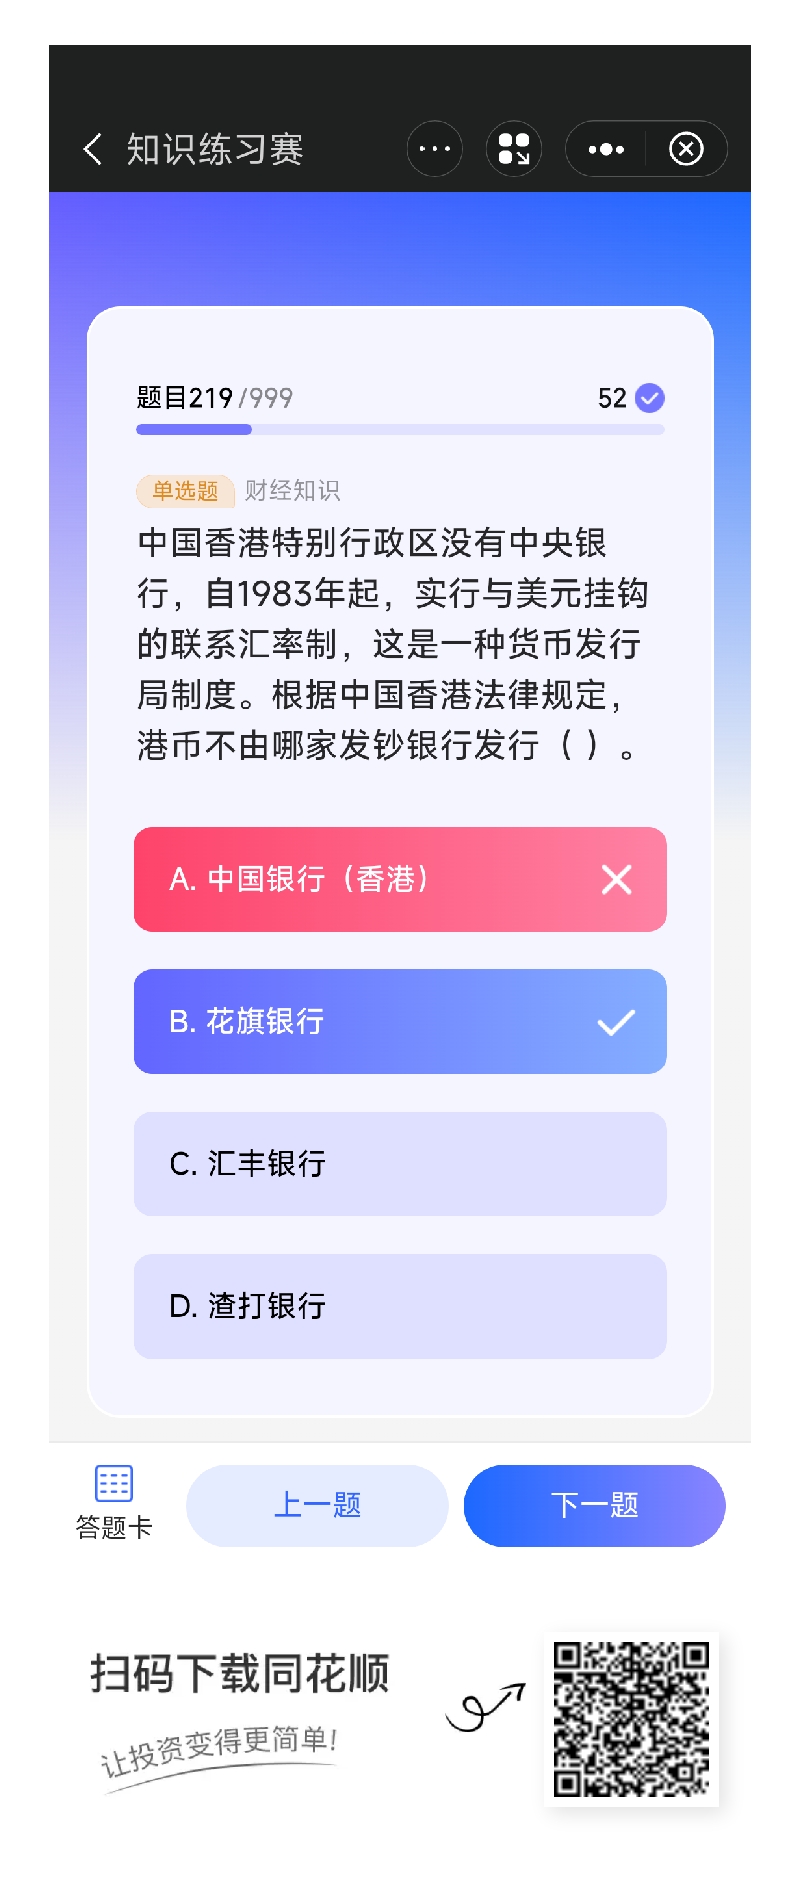 知识练习赛
题目219/999
52
单选题 财经知识
中国香港特别行政区没有中央银
行，自1983年起，实行与美元挂钩
的联系汇率制，这是一种货币发行
局制度。根据中国香港法律规定，
港币不由哪家发钞银行发行（ ）。
A. 中国银行（香港）
B. 花旗银行
C. 汇丰银行
D. 渣打银行
答题卡
上一题
下一题
扫码下载同花顺
让投资变得更简单!